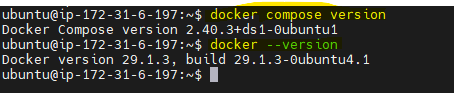 ubuntu@ip-172-31-6-197:~$ docker compose version
Docker Compose version 2.40.3+ds1-0ubuntu1
ubuntu@ip-172-31-6-197:~$ docker --version
Docker version 29.1.3, build 29.1.3-0ubuntu4.1
ubuntu@ip-172-31-6-197:~$